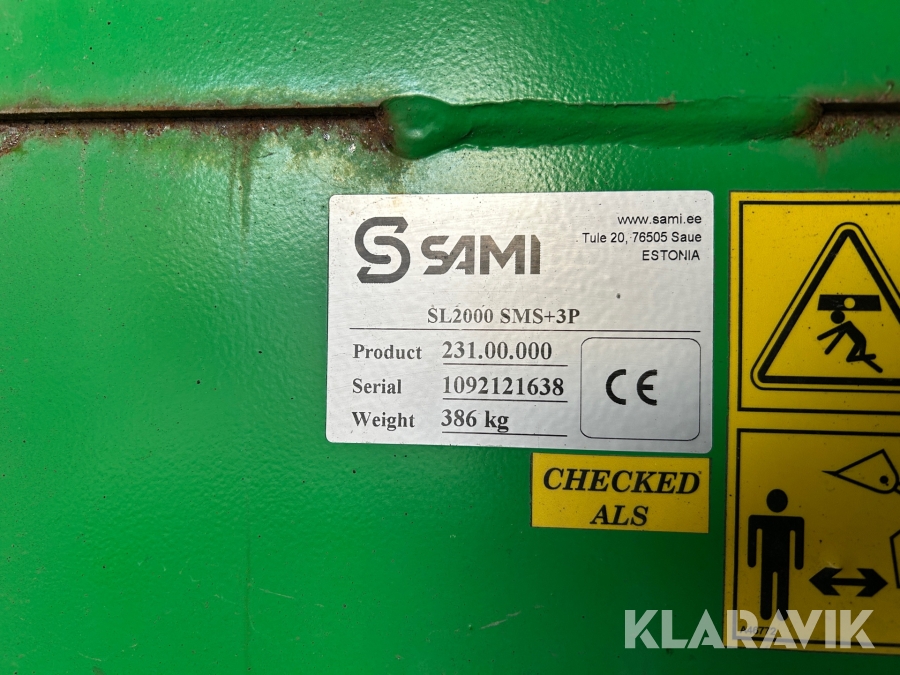 SAMI
www.sami.ee
Tule 20, 76505 Saue
ESTONIA
SL2000 SMS+3P
Product 231.00.000
Serial 1092121638
Weight 386 kg
CE
CHECKED
ALS
KLARAVIK